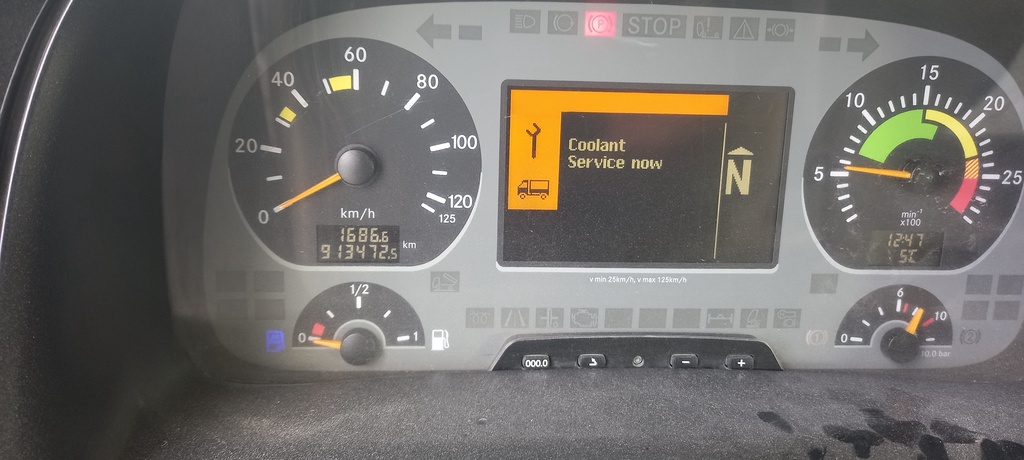 STOP
20
40
60
80
100
120
125
0
km/h
1686.6
913472.5 km
Coolant
Service now
N
5
10
15
20
25
min⁻¹
x100
12:47
5°C
v min 25km/h, v max 125km/h
0
1/2
1
0
6
10
10.0 bar
000.0
-
+